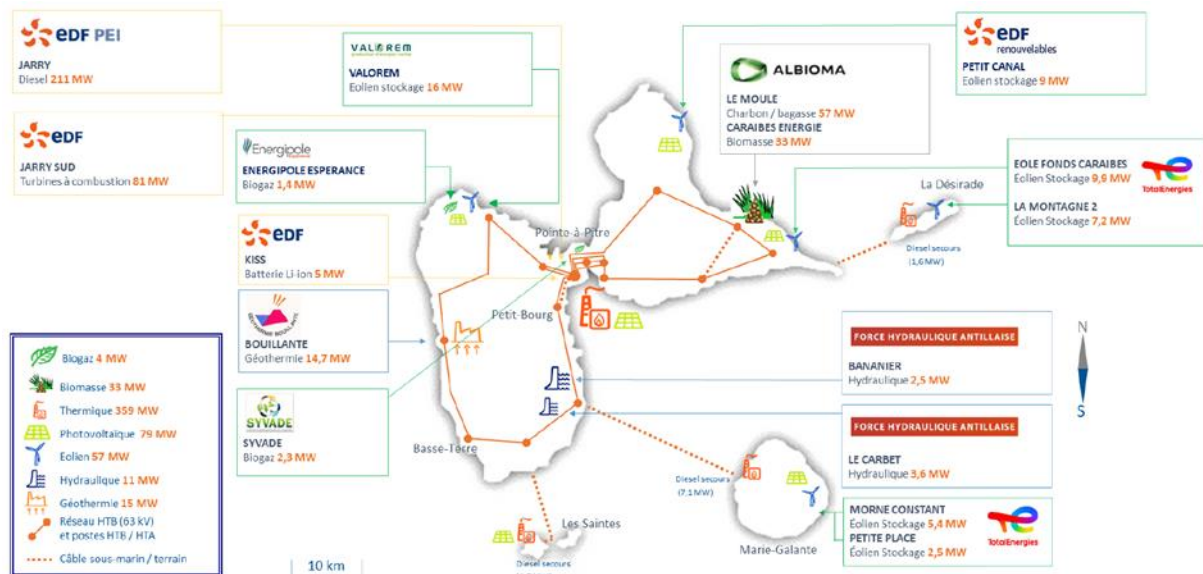 edf PEI
JARRY
Diesel 211 MW
edf
JARRY SUD
Turbines à combustion 81 MW
VALOREM
VALOREM
Eolien stockage 16 MW
Energipole
ENERGIPOLE ESPERANCE
Biogaz 1,4 MW
edf
KISS
Batterie Li-ion 5 MW
GÉOTHERMIE BOUILLANTE
BOUILLANTE
Géothermie 14,7 MW
SYVADE
SYVADE
Biogaz 2,3 MW
ALBIOMA
LE MOULE
Charbon / bagasse 57 MW
CARAIBES ENERGIE
Biomasse 33 MW
edf
renouvelables
PETIT CANAL
Eolien stockage 9 MW
EOLE FONDS CARAIBES
Eolien Stockage 9,9 MW
LA MONTAGNE 2
Éolien Stockage 7,2 MW
TotalEnergies
La Désirade
Diesel secours
(1,6 MW)
Pointe-à-Pitre
Petit-Bourg
Basse-Terre
FORCE HYDRAULIQUE ANTILLAISE
BANANIER
Hydraulique 2,5 MW
FORCE HYDRAULIQUE ANTILLAISE
LE CARBET
Hydraulique 3,6 MW
N
S
Diesel secours
(7,1 MW)
Marie-Galante
MORNE CONSTANT
Éolien Stockage 5,4 MW
PETITE PLACE
Éolien Stockage 2,5 MW
TotalEnergies
Les Saintes
Diesel secours
Biogaz 4 MW
Biomasse 33 MW
Thermique 359 MW
Photovoltaïque 79 MW
Eolien 57 MW
Hydraulique 11 MW
Géothermie 15 MW
Réseau HTB (63 kV)
et postes HTB / HTA
Câble sous-marin / terrain
10 km